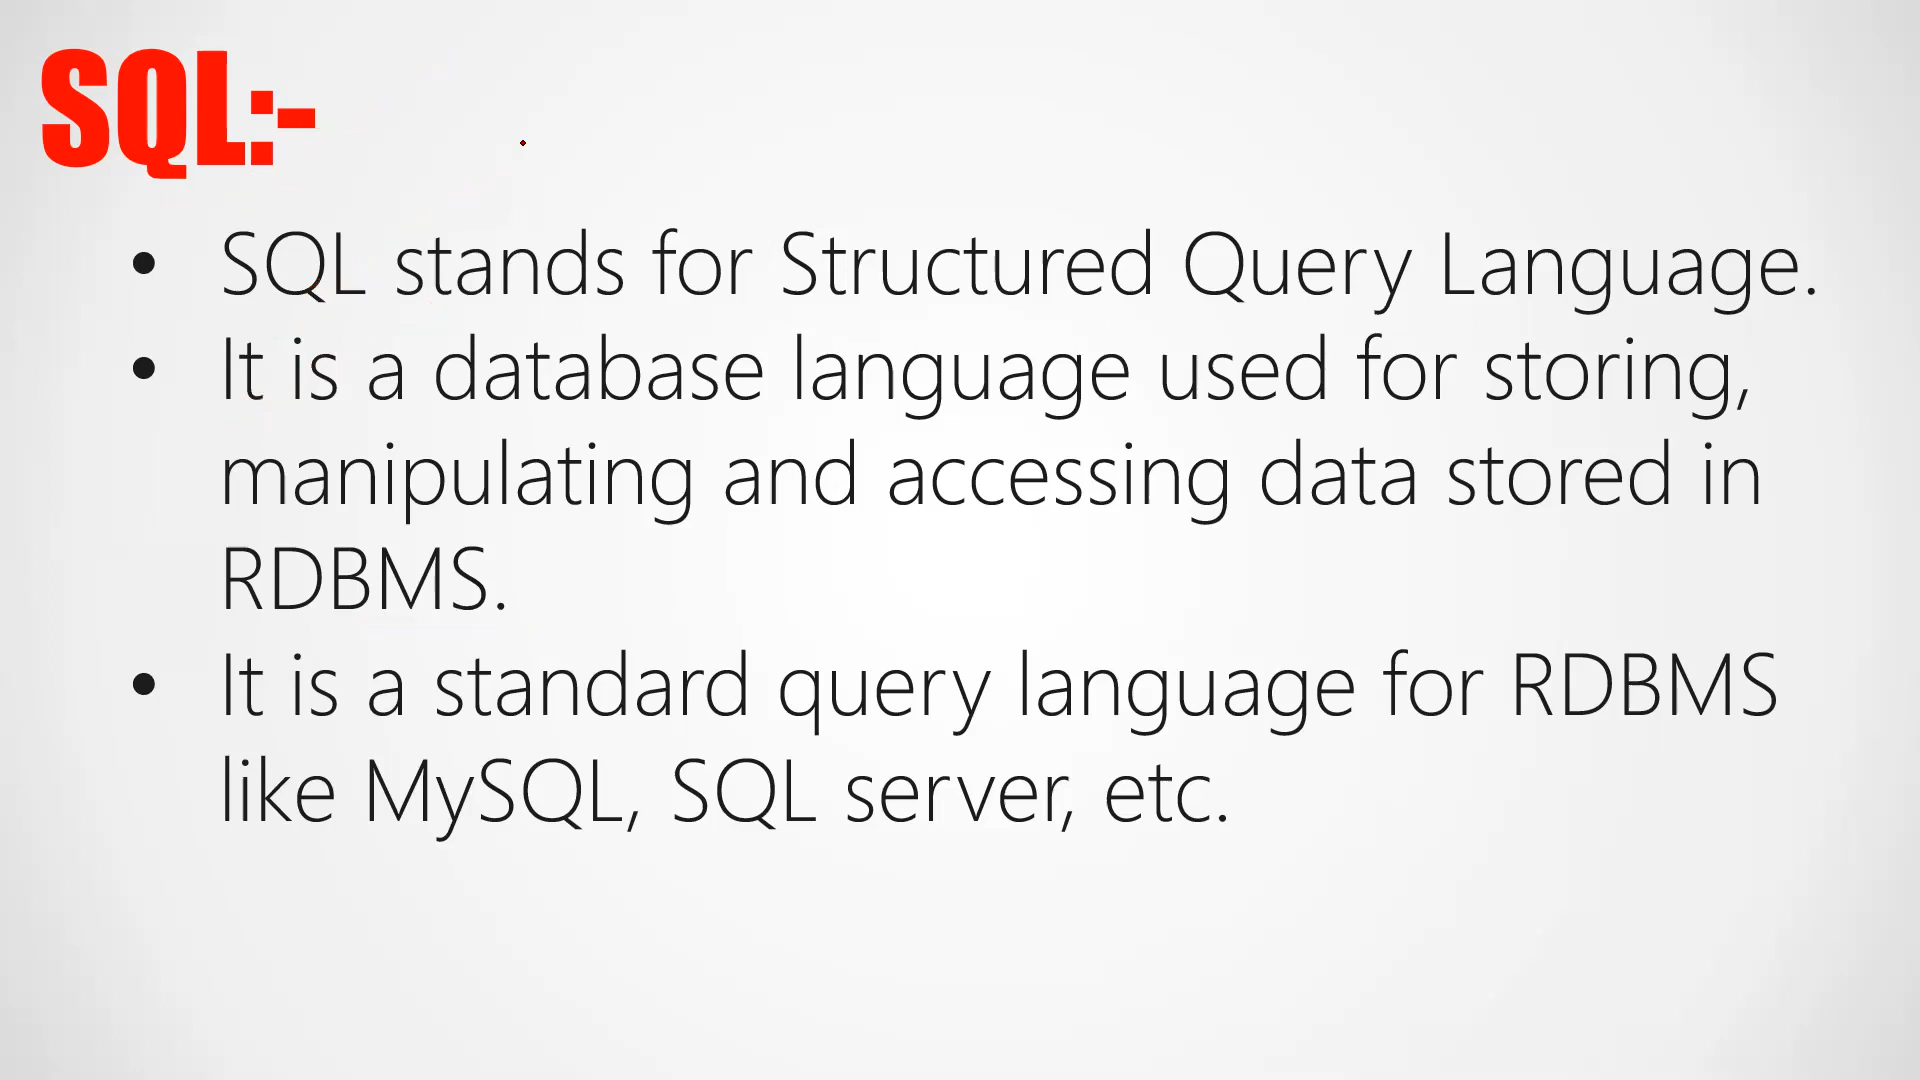 SQL:-
• SQL stands for Structured Query Language.
• It is a database language used for storing,
manipulating and accessing data stored in
RDBMS.
• It is a standard query language for RDBMS
like MySQL, SQL server, etc.